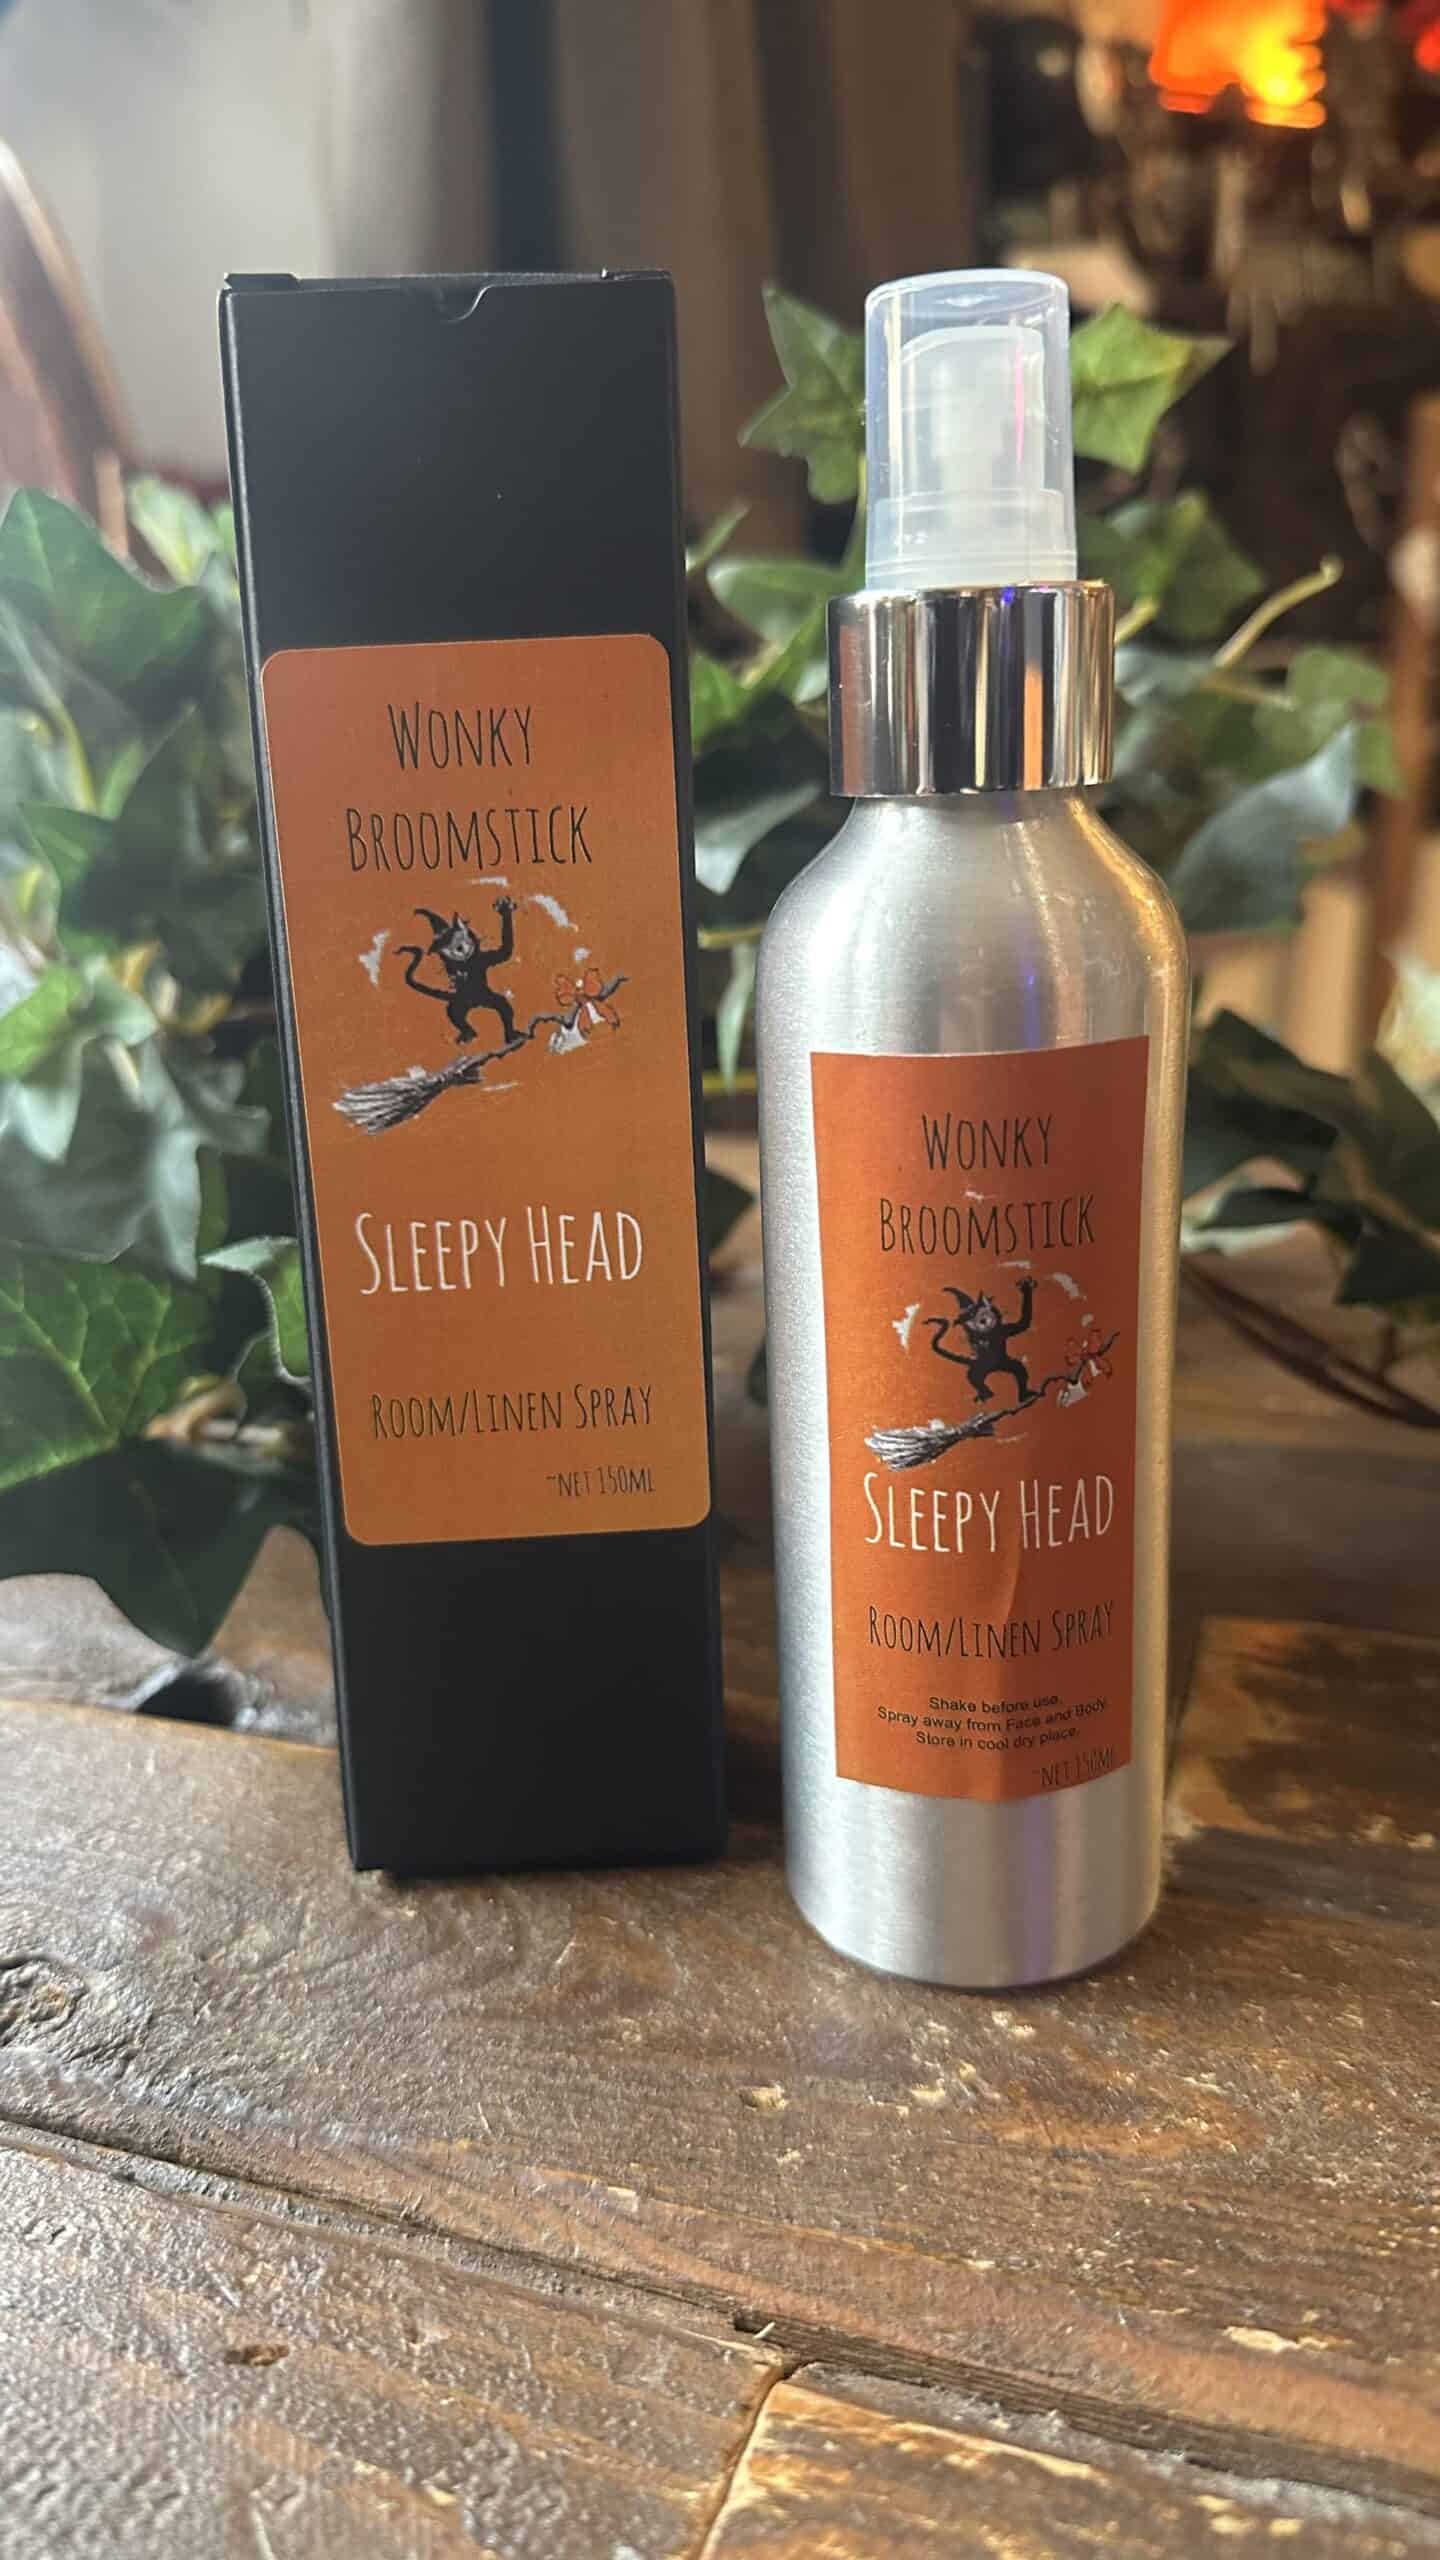 WONKY
BROOMSTICK
SLEEPY HEAD
ROOM/LINEN SPRAY
~NET 150ML
WONKY
BROOMSTICK
SLEEPY HEAD
ROOM/LINEN SPRAY
Shake before use.
Spray away from Face and Body.
Store in cool dry place.
~NET 150ML